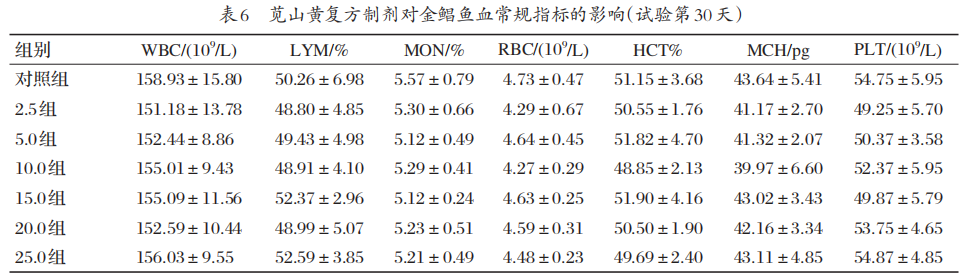 表6 苋山黄复方制剂对金鲳鱼血常规指标的影响(试验第30天)
组别 WBC/(10⁹/L) LYM/% MON/% RBC/(10⁹/L) HCT% MCH/pg PLT/(10⁹/L)
对照组 158.93±15.80 50.26±6.98 5.57±0.79 4.73±0.47 51.15±3.68 43.64±5.41 54.75±5.95
2.5组 151.18±13.78 48.80±4.85 5.30±0.66 4.29±0.67 50.55±1.76 41.17±2.70 49.25±5.70
5.0组 152.44±8.86 49.43±4.98 5.12±0.49 4.64±0.45 51.82±4.70 41.32±2.07 50.37±3.58
10.0组 155.01±9.43 48.91±4.10 5.29±0.41 4.27±0.29 48.85±2.13 39.97±6.60 52.37±5.95
15.0组 155.09±11.56 52.37±2.96 5.12±0.24 4.63±0.25 51.90±4.16 43.02±3.43 49.87±5.79
20.0组 152.59±10.44 48.99±5.07 5.23±0.51 4.59±0.31 50.50±1.90 42.16±3.34 53.75±4.65
25.0组 156.03±9.55 52.59±3.85 5.21±0.49 4.48±0.23 49.69±2.40 43.11±4.85 54.87±4.85